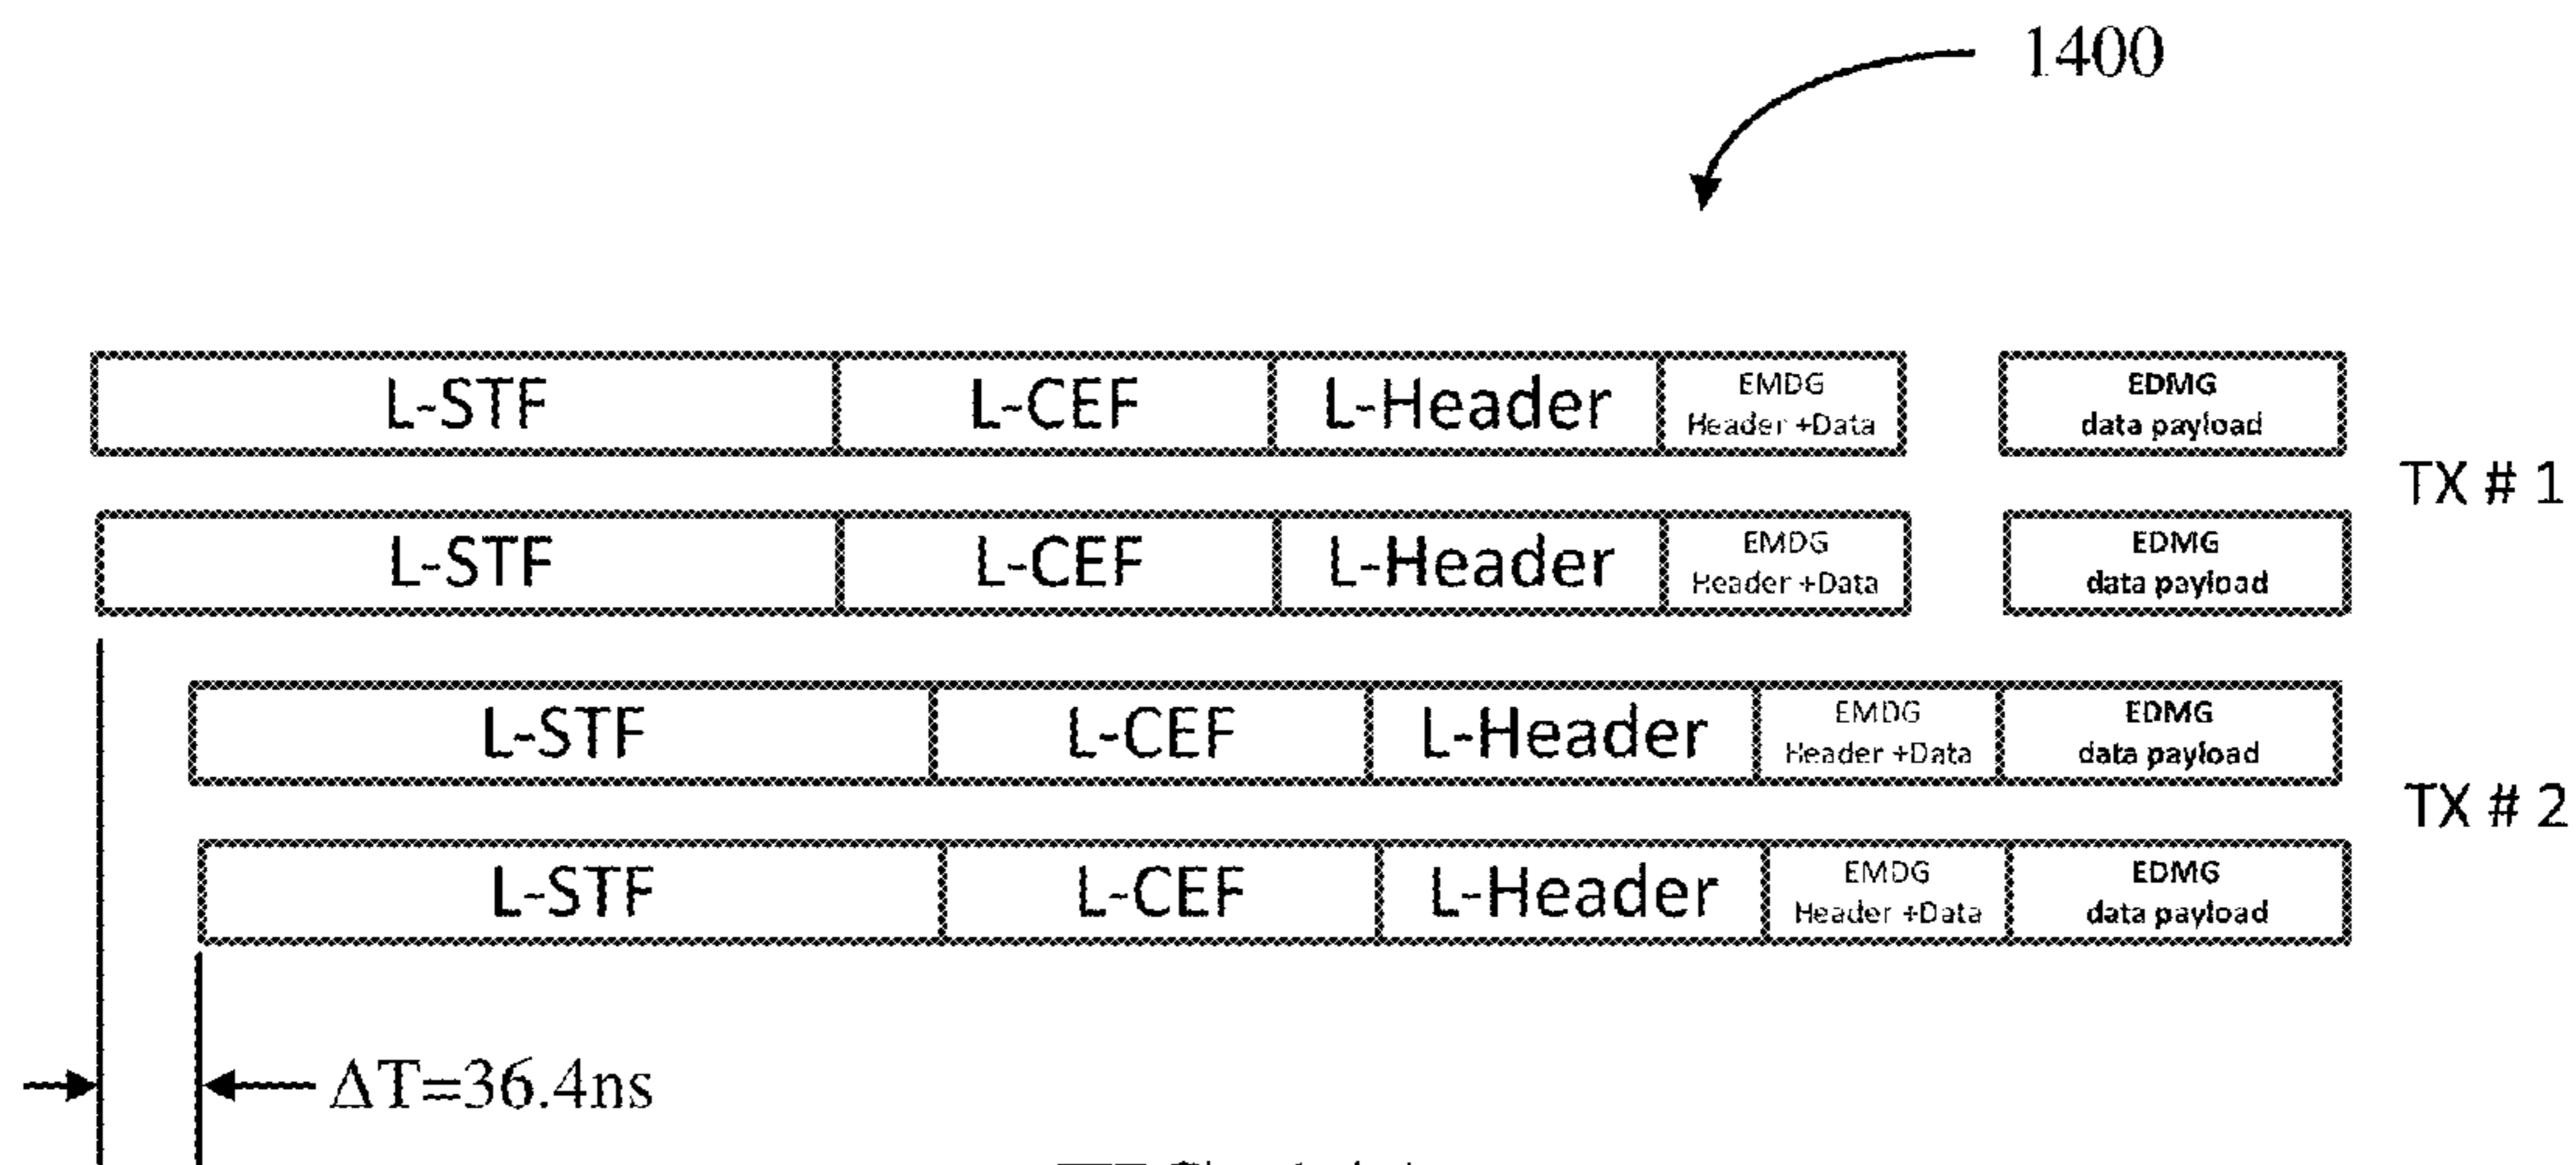 1400
L-STF L-CEF L-Header EMDG Header +Data EDMG data payload
TX # 1
L-STF L-CEF L-Header EMDG Header +Data EDMG data payload
L-STF L-CEF L-Header EMDG Header +Data EDMG data payload
TX # 2
L-STF L-CEF L-Header EMDG Header +Data EDMG data payload
ΔT=36.4ns